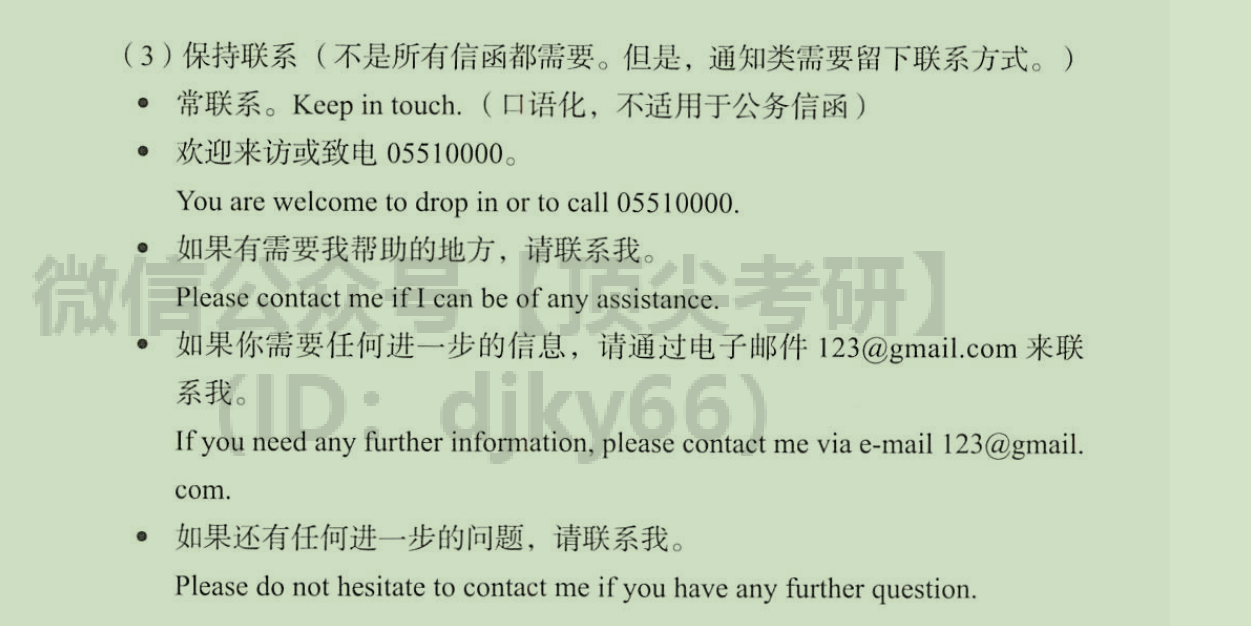 （3）保持联系（不是所有信函都需要。但是，通知类需要留下联系方式。）
• 常联系。Keep in touch.（口语化，不适用于公务信函）
• 欢迎来访或致电 05510000。
You are welcome to drop in or to call 05510000.
• 如果有需要我帮助的地方，请联系我。
微信公众号【顶尖考研】
Please contact me if I can be of any assistance.
• 如果你需要任何进一步的信息，请通过电子邮件 123@gmail.com 来联
系我。
（ID：djky66）
If you need any further information, please contact me via e-mail 123@gmail.
com.
• 如果还有任何进一步的问题，请联系我。
Please do not hesitate to contact me if you have any further question.